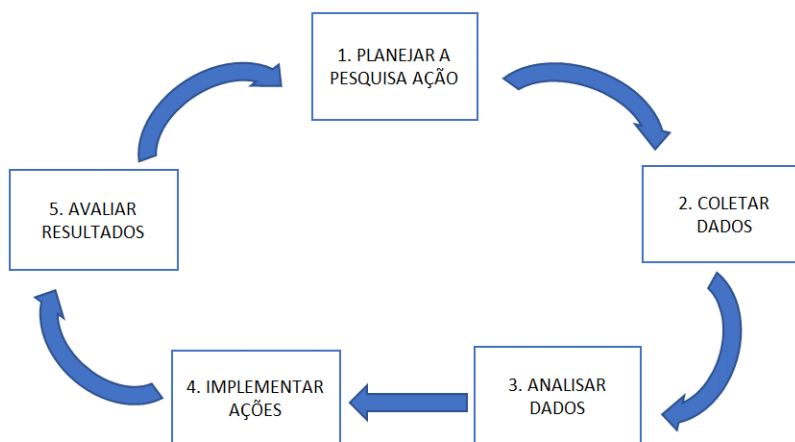 1. PLANEJAR A
PESQUISA AÇÃO
2. COLETAR
DADOS
3. ANALISAR
DADOS
4. IMPLEMENTAR
AÇÕES
5. AVALIAR
RESULTADOS